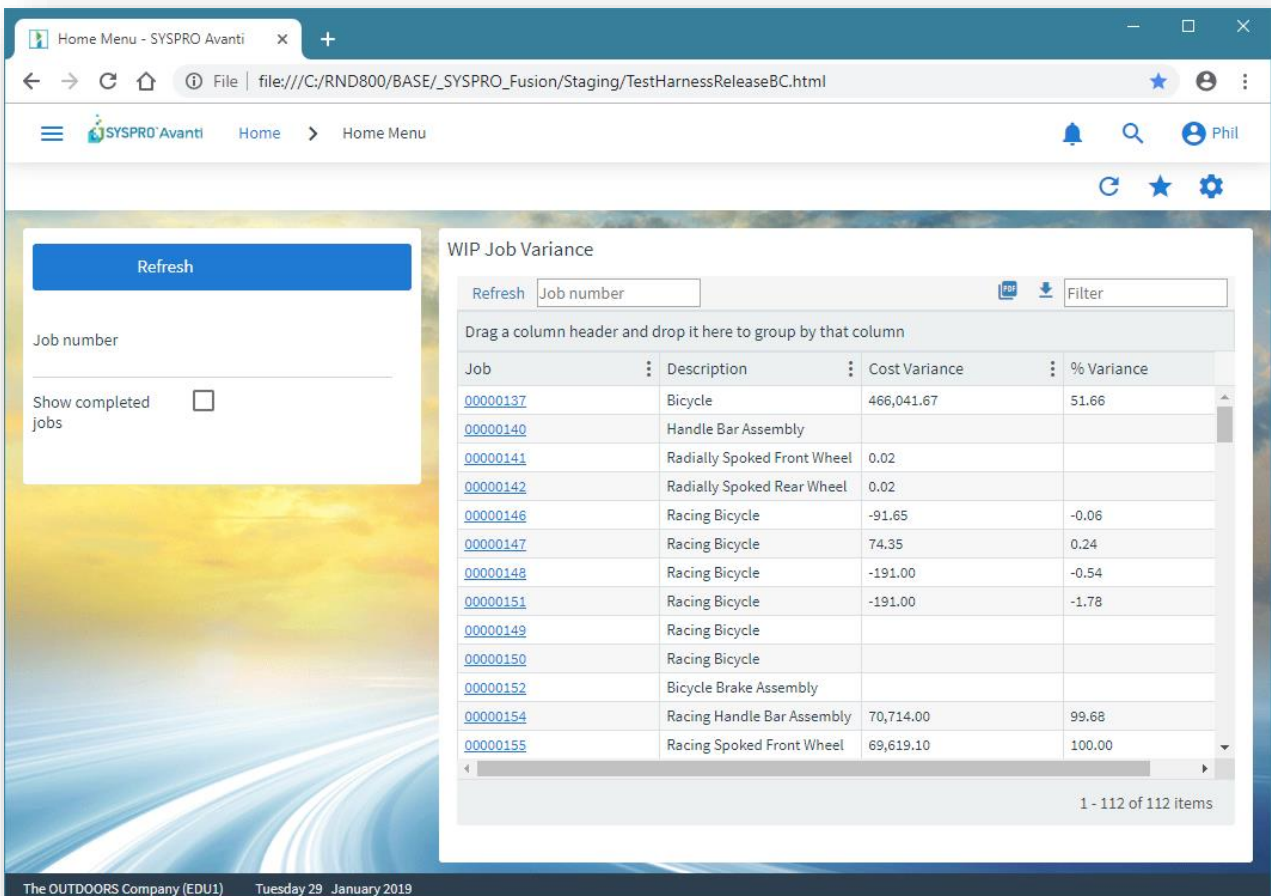 Home Menu - SYSPRO Avanti
File | file:///C:/RND800/BASE/_SYSPRO_Fusion/Staging/TestHarnessReleaseBC.html
SYSPRO Avanti Home > Home Menu Phil
Refresh
Job number
Show completed
jobs
WIP Job Variance
Refresh Job number PDF Filter
Drag a column header and drop it here to group by that column
Job Description Cost Variance % Variance
00000137 Bicycle 466,041.67 51.66
00000140 Handle Bar Assembly
00000141 Radially Spoked Front Wheel 0.02
00000142 Radially Spoked Rear Wheel 0.02
00000146 Racing Bicycle -91.65 -0.06
00000147 Racing Bicycle 74.35 0.24
00000148 Racing Bicycle -191.00 -0.54
00000151 Racing Bicycle -191.00 -1.78
00000149 Racing Bicycle
00000150 Racing Bicycle
00000152 Bicycle Brake Assembly
00000154 Racing Handle Bar Assembly 70,714.00 99.68
00000155 Racing Spoked Front Wheel 69,619.10 100.00
1 - 112 of 112 items
The OUTDOORS Company (EDU1) Tuesday 29 January 2019